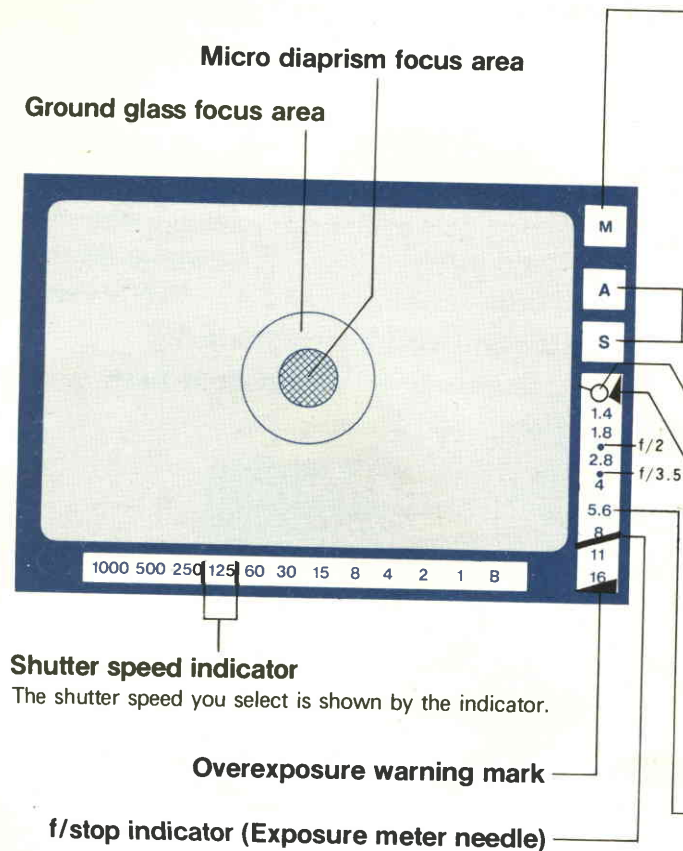 Micro diaprism focus area
Ground glass focus area
M
A
S
1.4
1.8
f/2
2.8
f/3.5
4
5.6
8
11
16
1000 500 250 125 60 30 15 8 4 2 1 B
Shutter speed indicator
The shutter speed you select is shown by the indicator.
Overexposure warning mark
f/stop indicator (Exposure meter needle)